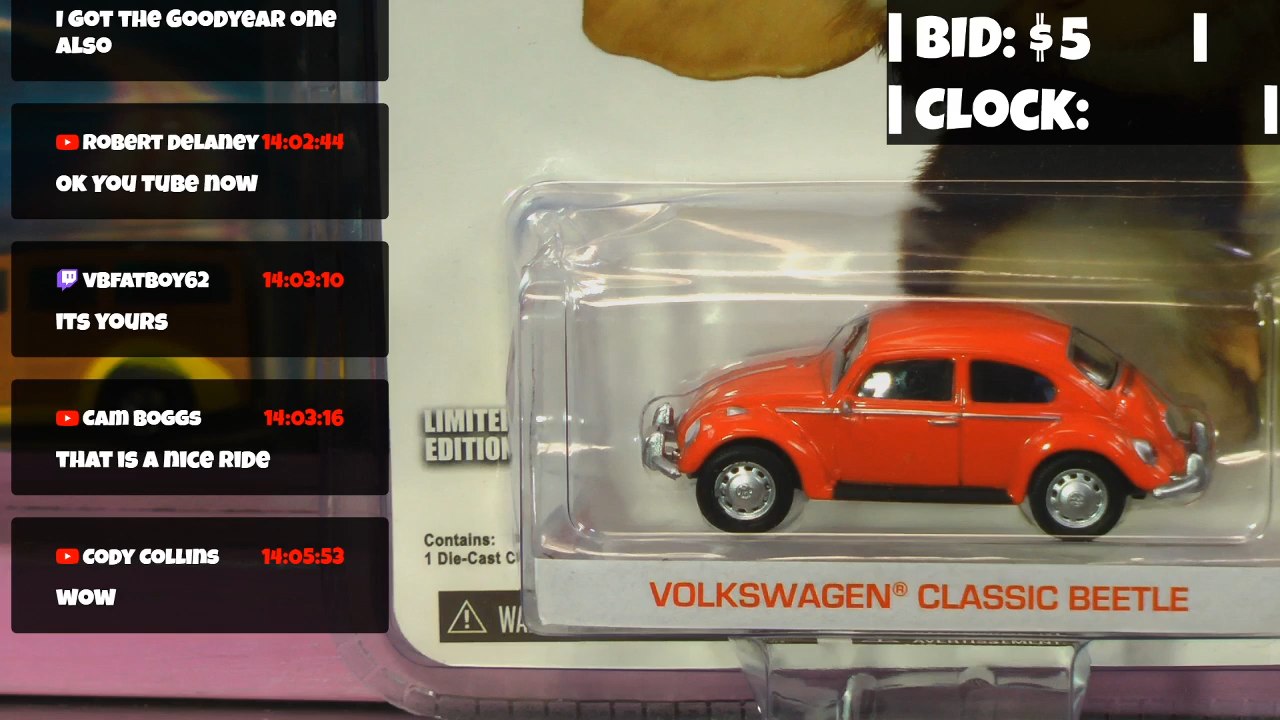 I GOT THE GOODYEAR ONE
ALSO
ROBERT DELANEY 14:02:44
OK YOU TUBE NOW
VBFATBOY62 14:03:10
ITS YOURS
CAM BOGGS 14:03:16
THAT IS A NICE RIDE
CODY COLLINS 14:05:53
WOW
| BID: $5 |
| CLOCK: |
LIMITED
EDITION
Contains:
1 Die-Cast
VOLKSWAGEN® CLASSIC BEETLE
AVERTISSEMENT